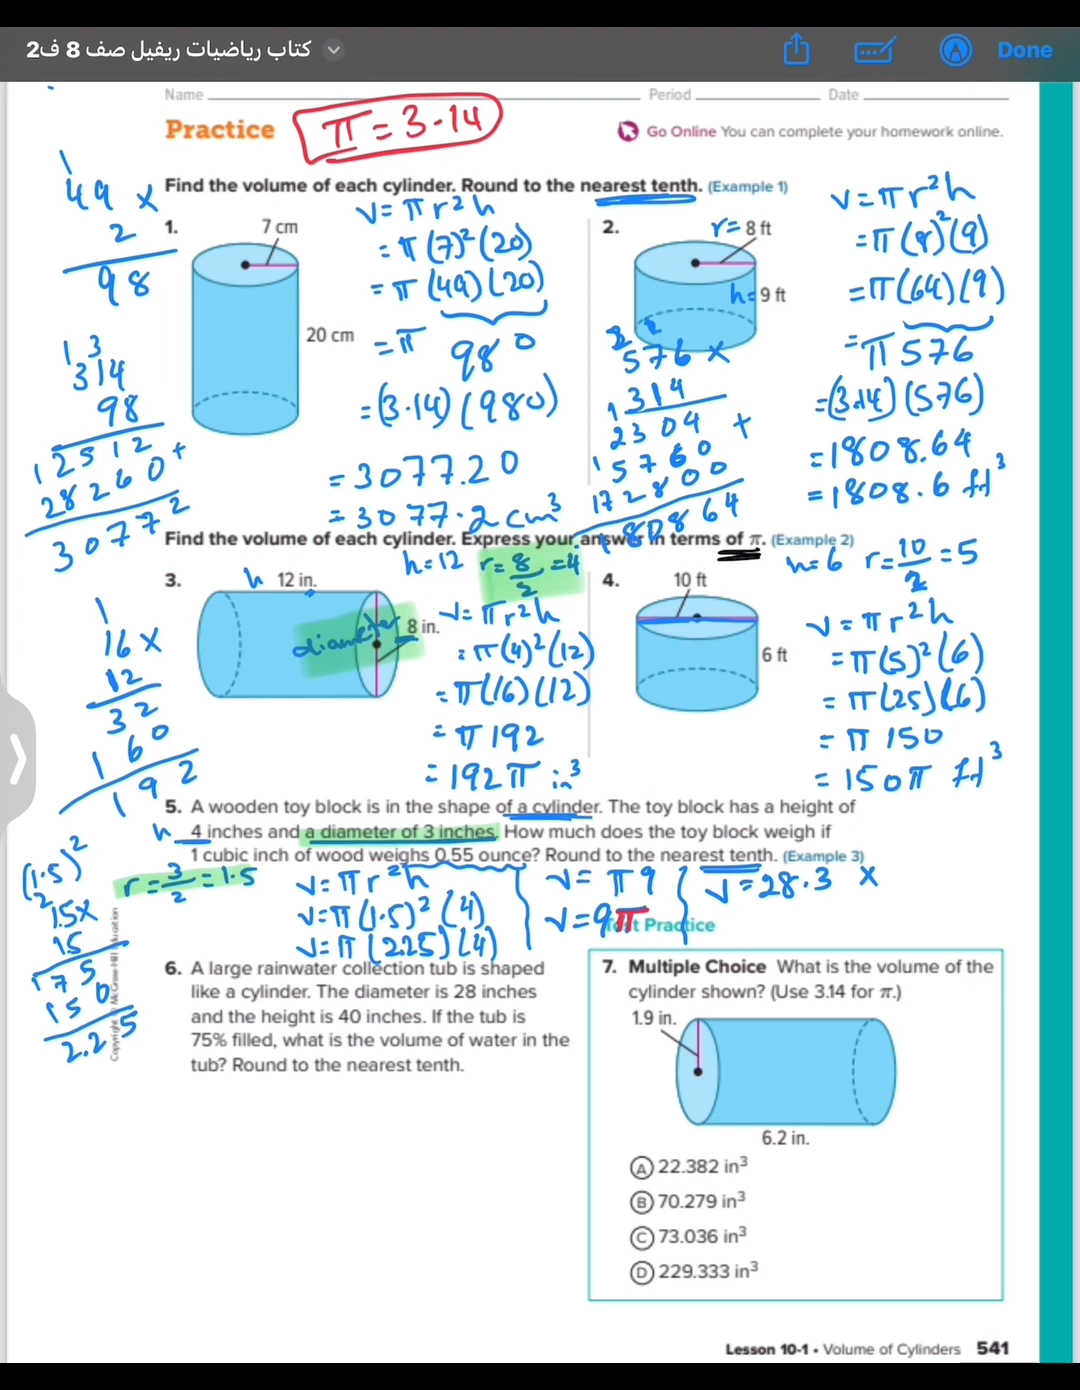 كتاب رياضيات ريفيل صف 8 ف2
Done
Name
Period
Date
Practice
π = 3.14
Go Online You can complete your homework online.
Find the volume of each cylinder. Round to the nearest tenth. (Example 1)
1.
7 cm
20 cm
49 x
2
98
314
98
2512 +
28260
30772
V = π r² h
= π (7)² (20)
= π (49) (20)
= π 980
= (3.14) (980)
= 3077.20
= 3077.2 cm³
2.
r = 8 ft
h = 9 ft
576 x
314
2304 +
5760
172800
180864
V = π r² h
= π (8)² (9)
= π (64) (9)
= π 576
= (3.14) (576)
= 1808.64
= 1808.6 ft³
Find the volume of each cylinder. Express your answer in terms of π. (Example 2)
3.
h 12 in.
8 in.
diameter
h = 12 r = 8/2 = 4
16 x
12
32
160
192
V = π r² h
= π (4)² (12)
= π (16) (12)
= π 192
= 192 π in³
4.
10 ft
6 ft
h = 6 r = 10/2 = 5
V = π r² h
= π (5)² (6)
= π (25) (6)
= π 150
= 150 π ft³
5. A wooden toy block is in the shape of a cylinder. The toy block has a height of
h 4 inches and a diameter of 3 inches. How much does the toy block weigh if
1 cubic inch of wood weighs 0.55 ounce? Round to the nearest tenth. (Example 3)
r = 3/2 = 1.5
(1.5)²
15 x
15
75
150
2.25
V = π r² h
V = π (1.5)² (4)
V = π (2.25) (4)
V = π 9
V = 9π
V = 28.3 x
Copyright © McGraw-Hill Education
6. A large rainwater collection tub is shaped
like a cylinder. The diameter is 28 inches
and the height is 40 inches. If the tub is
75% filled, what is the volume of water in the
tub? Round to the nearest tenth.
Test Practice
7. Multiple Choice What is the volume of the
cylinder shown? (Use 3.14 for π.)
1.9 in.
6.2 in.
A 22.382 in³
B 70.279 in³
C 73.036 in³
D 229.333 in³
Lesson 10-1 • Volume of Cylinders 541